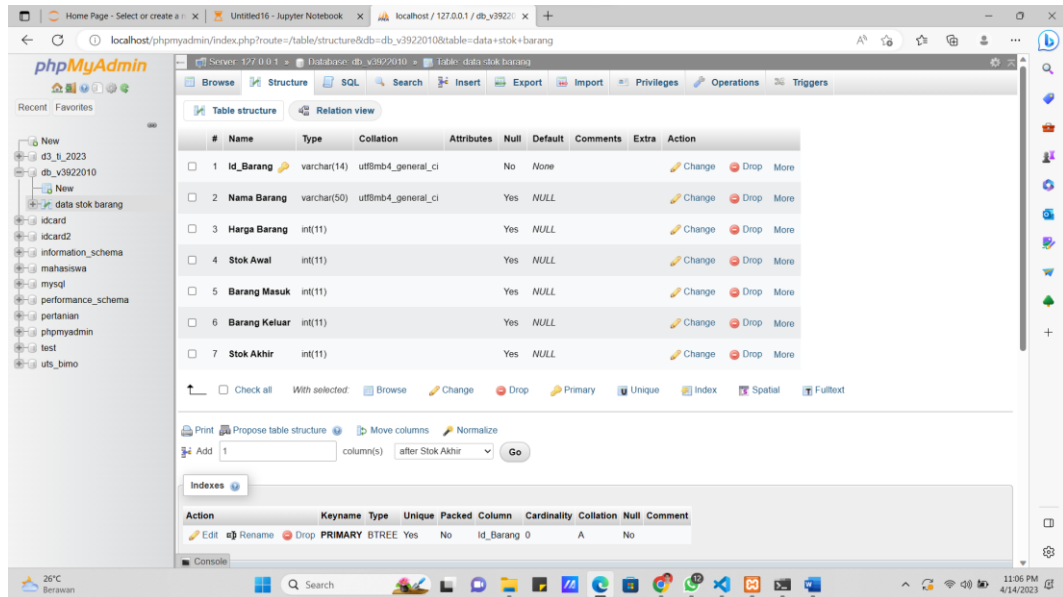 Home Page - Select or create a n
Untitled16 - Jupyter Notebook
localhost / 127.0.0.1 / db_v39220
localhost/phpmyadmin/index.php?route=/table/structure&db=db_v3922010&table=data+stok+barang
phpMyAdmin
Recent Favorites
New
d3_ti_2023
db_v3922010
New
data stok barang
idcard
idcard2
information_schema
mahasiswa
mysql
performance_schema
pertanian
phpmyadmin
test
uts_bimo
Server: 127.0.0.1 » Database: db_v3922010 » Table: data stok barang
Browse Structure SQL Search Insert Export Import Privileges Operations Triggers
Table structure Relation view
# Name Type Collation Attributes Null Default Comments Extra Action
1 Id_Barang varchar(14) utf8mb4_general_ci No None Change Drop More
2 Nama Barang varchar(50) utf8mb4_general_ci Yes NULL Change Drop More
3 Harga Barang int(11) Yes NULL Change Drop More
4 Stok Awal int(11) Yes NULL Change Drop More
5 Barang Masuk int(11) Yes NULL Change Drop More
6 Barang Keluar int(11) Yes NULL Change Drop More
7 Stok Akhir int(11) Yes NULL Change Drop More
Check all With selected: Browse Change Drop Primary Unique Index Spatial Fulltext
Print Propose table structure Move columns Normalize
Add 1 column(s) after Stok Akhir Go
Indexes
Action Keyname Type Unique Packed Column Cardinality Collation Null Comment
Edit Rename Drop PRIMARY BTREE Yes No Id_Barang 0 A No
Console
26°C
Berawan
Search
11:06 PM
4/14/2023